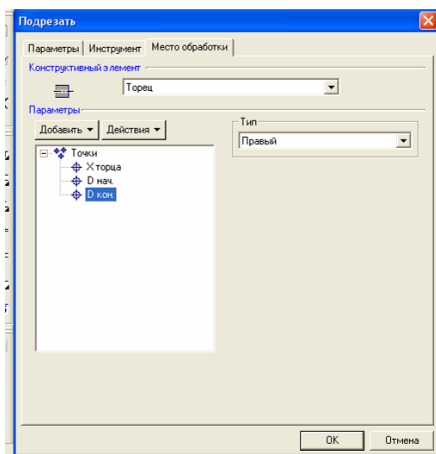 Подрезать
Параметры Инструмент Место обработки
Конструктивный элемент
Торец
Параметры
Добавить Действия
Тип
Правый
Точки
X торца
D нач.
D кон.
OK Отмена